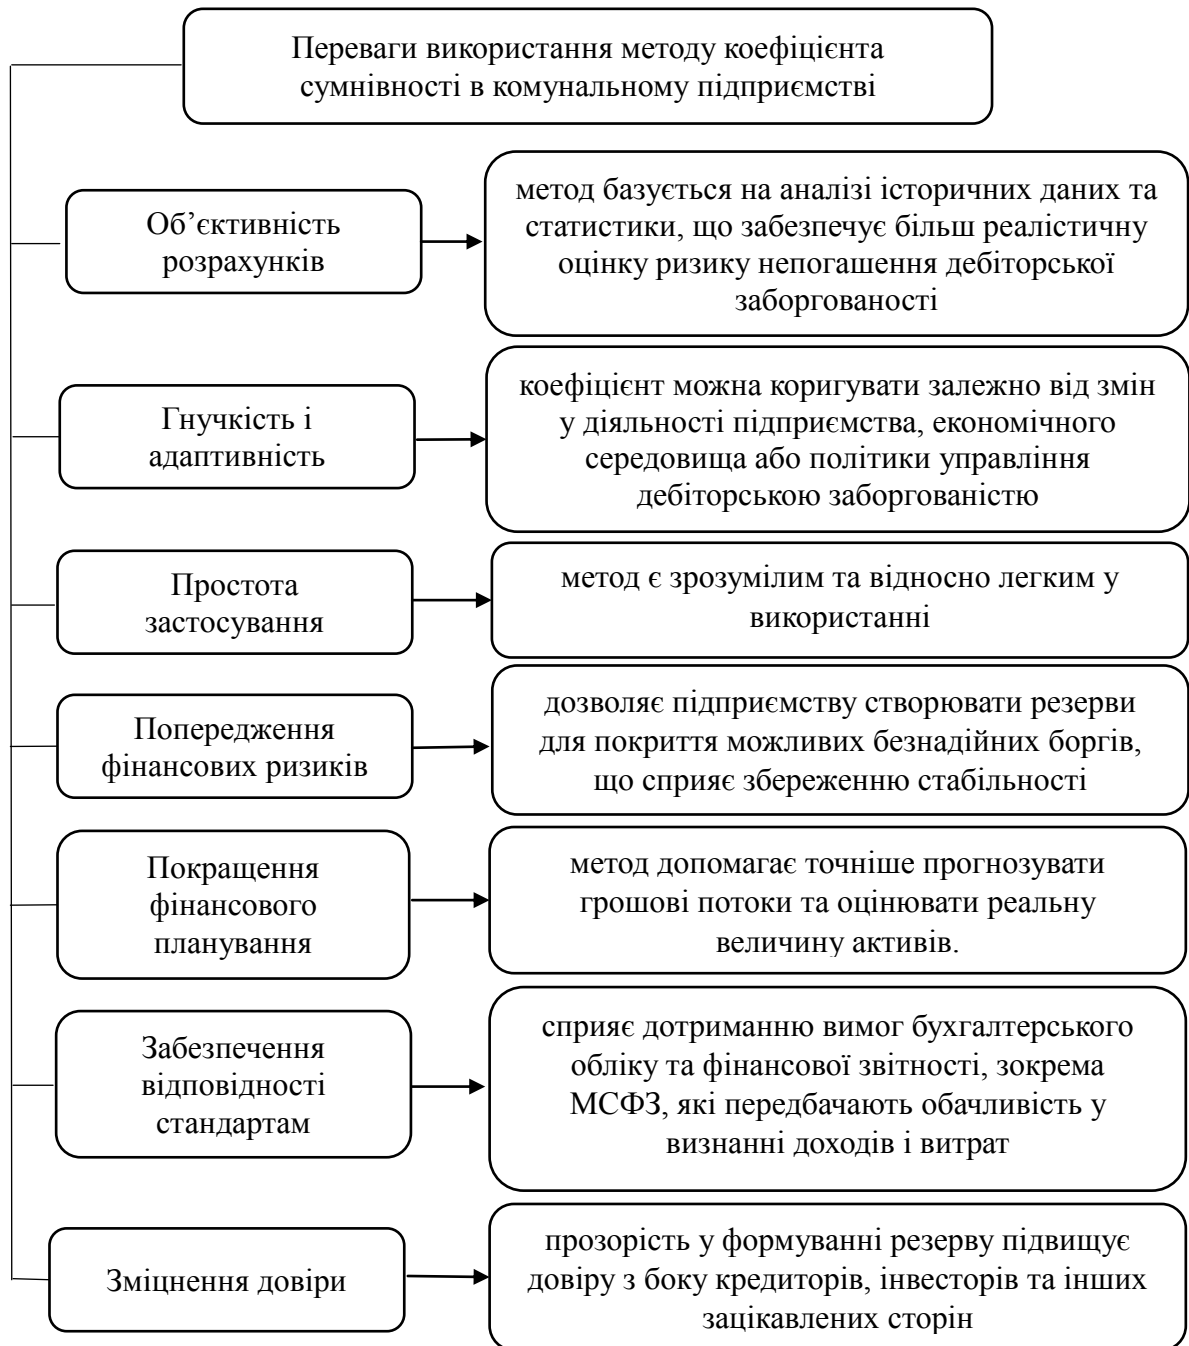 Переваги використання методу коефіцієнта
сумнівності в комунальному підприємстві
Об’єктивність
розрахунків
метод базується на аналізі історичних даних та
статистики, що забезпечує більш реалістичну
оцінку ризику непогашення дебіторської
заборгованості
Гнучкість і
адаптивність
коефіцієнт можна коригувати залежно від змін
у діяльності підприємства, економічного
середовища або політики управління
дебіторською заборгованістю
Простота
застосування
метод є зрозумілим та відносно легким у
використанні
Попередження
фінансових ризиків
дозволяє підприємству створювати резерви
для покриття можливих безнадійних боргів,
що сприяє збереженню стабільності
Покращення
фінансового
планування
метод допомагає точніше прогнозувати
грошові потоки та оцінювати реальну
величину активів.
Забезпечення
відповідності
стандартам
сприяє дотриманню вимог бухгалтерського
обліку та фінансової звітності, зокрема
МСФЗ, які передбачають обачливість у
визнанні доходів і витрат
Зміцнення довіри
прозорість у формуванні резерву підвищує
довіру з боку кредиторів, інвесторів та інших
зацікавлених сторін